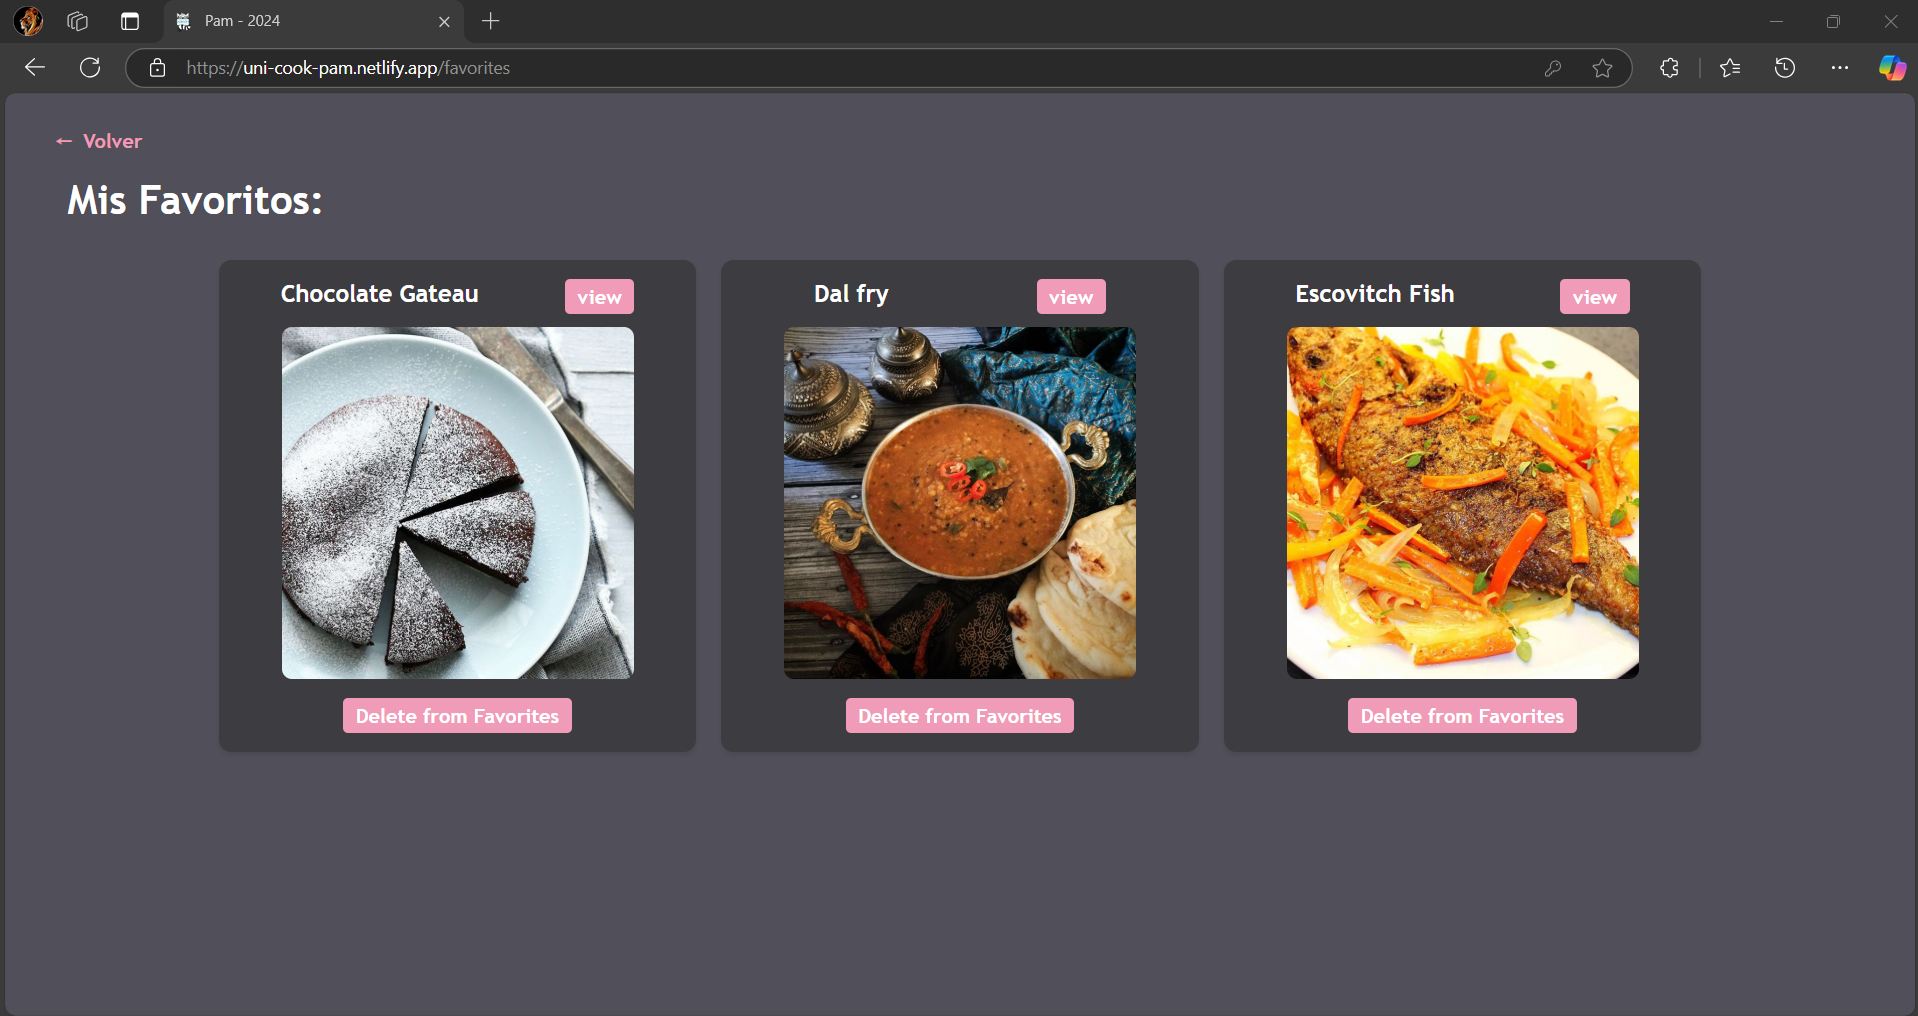 Pam - 2024
https://uni-cook-pam.netlify.app/favorites
← Volver
Mis Favoritos:
Chocolate Gateau view
Dal fry view
Escovitch Fish view
Delete from Favorites
Delete from Favorites
Delete from Favorites